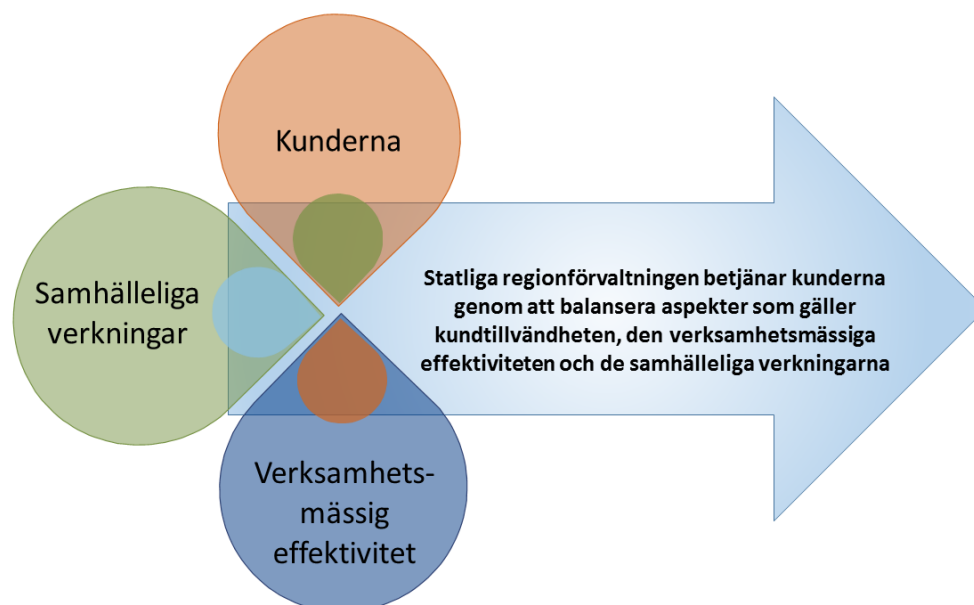 Kunderna
Samhälleliga
verkningar
Statliga regionförvaltningen betjänar kunderna
genom att balansera aspekter som gäller
kundtillvändheten, den verksamhetsmässiga
effektiviteten och de samhälleliga verkningarna
Verksamhets-
mässig
effektivitet